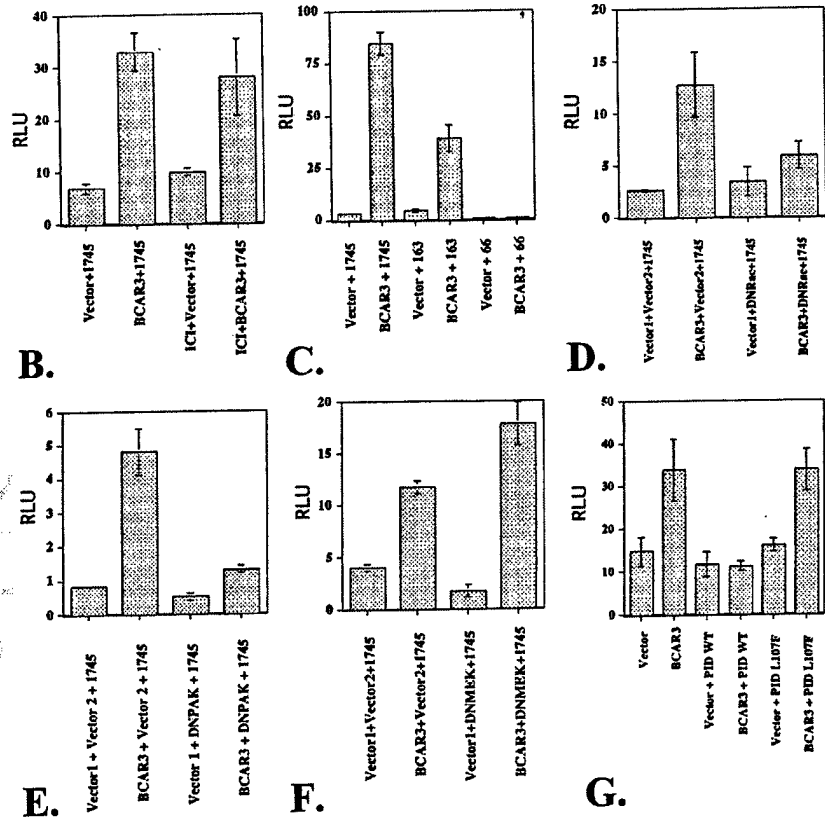 40
30
20
10
0
RLU
Vector+1745
BCAR3+1745
ICI+Vector+1745
ICI+BCAR3+1745
B.
100
75
50
25
0
RLU
Vector + 1745
BCAR3 + 1745
Vector + 163
BCAR3 + 163
Vector + 66
BCAR3 + 66
C.
20
15
10
5
0
RLU
Vector1+Vector2+1745
BCAR3+Vector2+1745
Vector1+DNRac+1745
BCAR3+DNRac+1745
D.
6
5
4
3
2
1
0
RLU
Vector1 + Vector 2 + 1745
BCAR3 + Vector 2 + 1745
Vector 1 + DNPAK + 1745
BCAR3 + DNPAK + 1745
E.
20
15
10
5
0
RLU
Vector1+Vector2+1745
BCAR3+Vector2+1745
Vector1+DNMEK+1745
BCAR3+DNMEK+1745
F.
50
40
30
20
10
0
RLU
Vector
BCAR3
Vector + PID WT
BCAR3 + PID WT
Vector + PID L107F
BCAR3 + PID L107F
G.